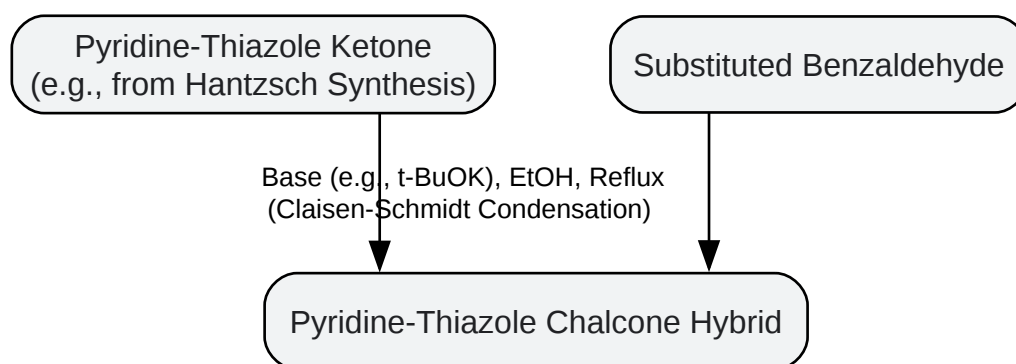 Pyridine-Thiazole Ketone
(e.g., from Hantzsch Synthesis)
Substituted Benzaldehyde
Base (e.g., t-BuOK), EtOH, Reflux
(Claisen-Schmidt Condensation)
Pyridine-Thiazole Chalcone Hybrid